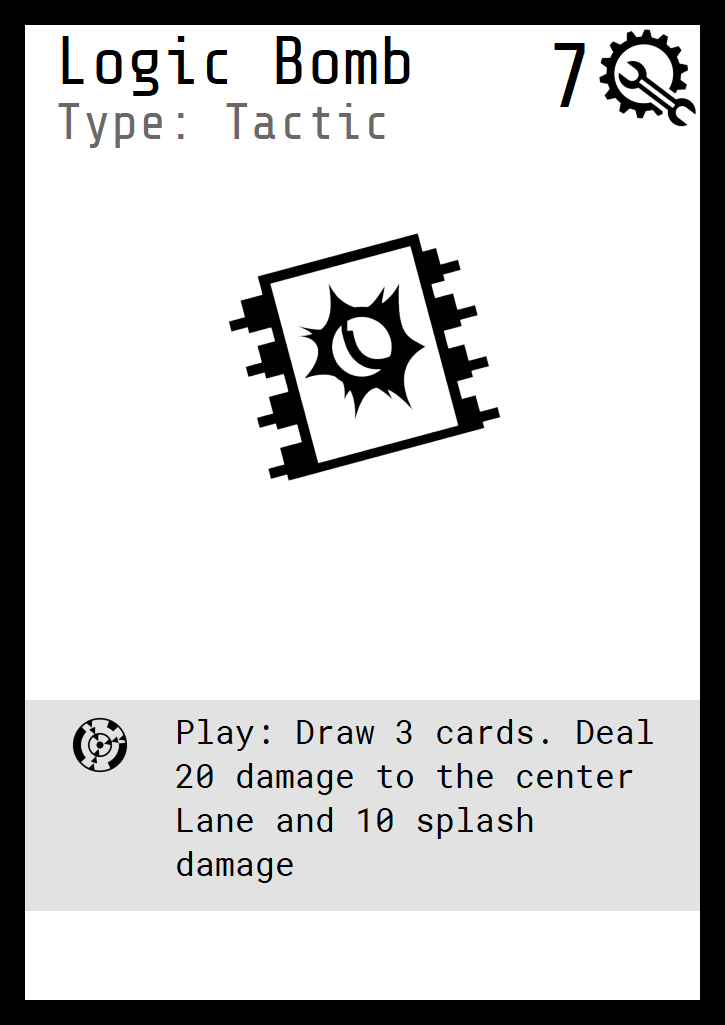 Logic Bomb
7
Type: Tactic
Play: Draw 3 cards. Deal
20 damage to the center
Lane and 10 splash
damage